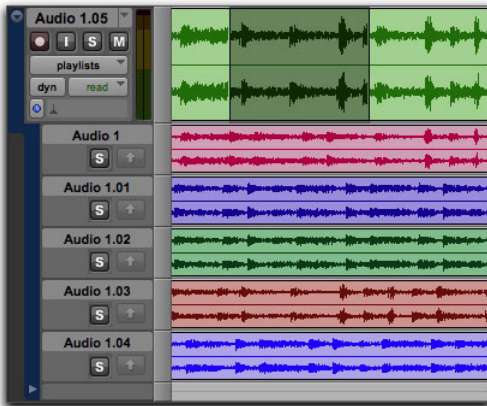 Audio 1.05
I S M
playlists
dyn read
Audio 1
S
Audio 1.01
S
Audio 1.02
S
Audio 1.03
S
Audio 1.04
S